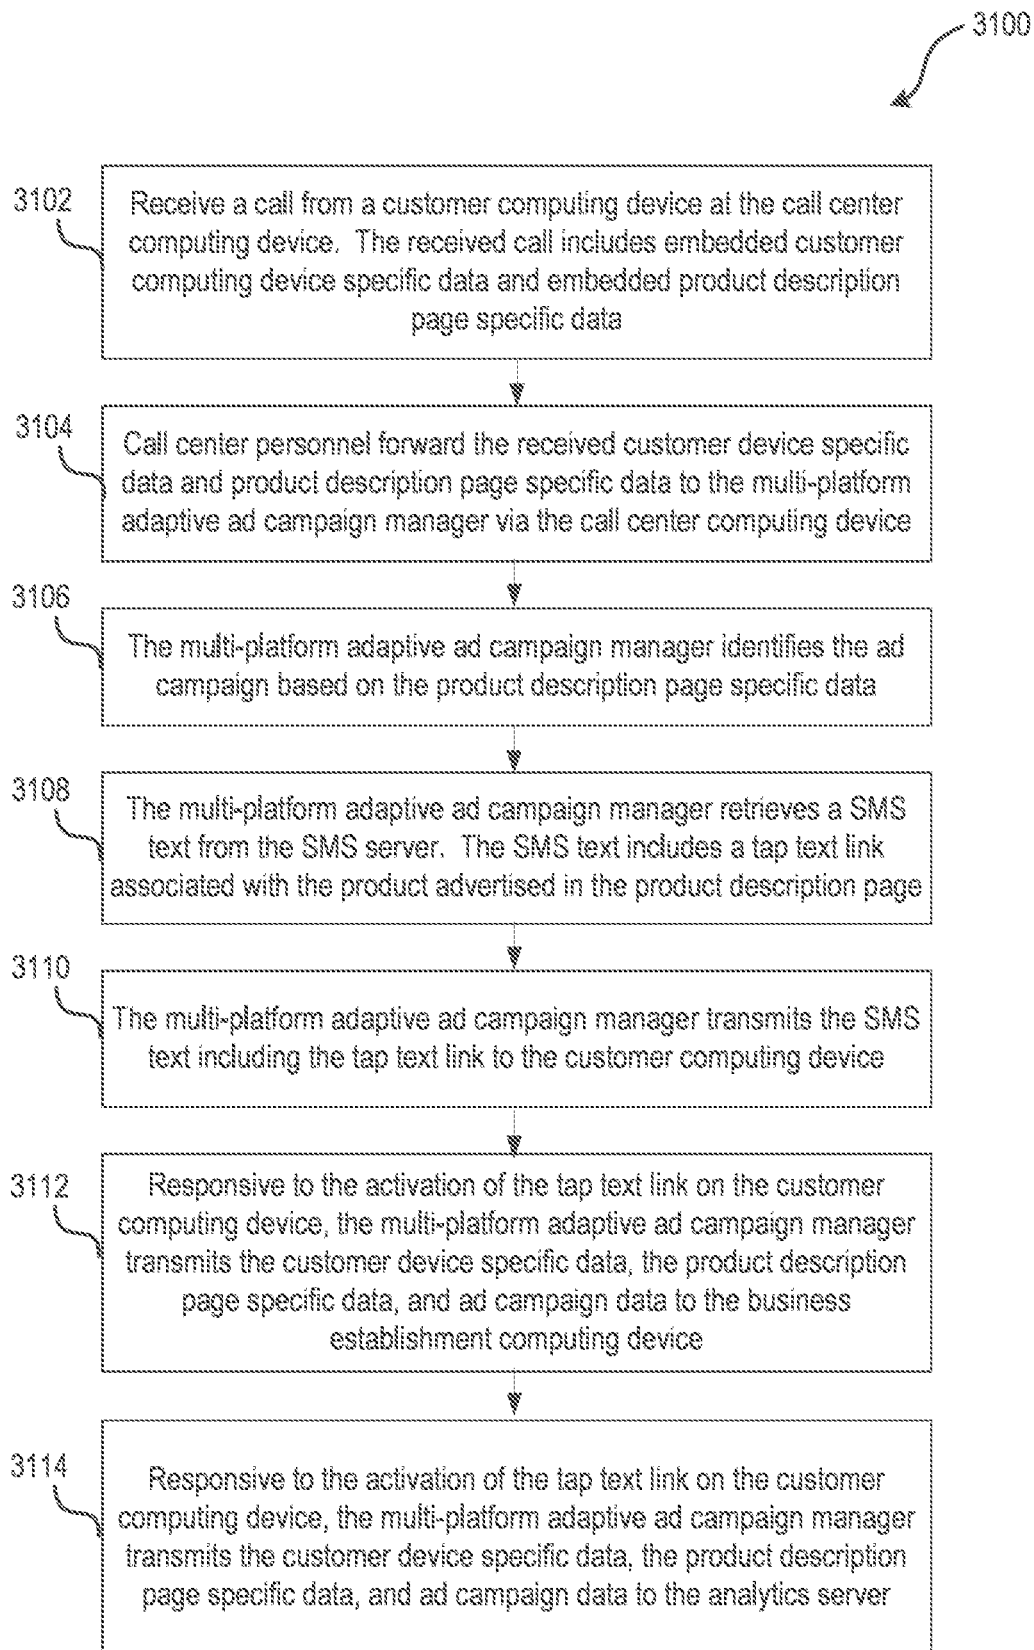 3100
3102
Receive a call from a customer computing device at the call center
computing device. The received call includes embedded customer
computing device specific data and embedded product description
page specific data
3104
Call center personnel forward the received customer device specific
data and product description page specific data to the multi-platform
adaptive ad campaign manager via the call center computing device
3106
The multi-platform adaptive ad campaign manager identifies the ad
campaign based on the product description page specific data
3108
The multi-platform adaptive ad campaign manager retrieves a SMS
text from the SMS server. The SMS text includes a tap text link
associated with the product advertised in the product description page
3110
The multi-platform adaptive ad campaign manager transmits the SMS
text including the tap text link to the customer computing device
3112
Responsive to the activation of the tap text link on the customer
computing device, the multi-platform adaptive ad campaign manager
transmits the customer device specific data, the product description
page specific data, and ad campaign data to the business
establishment computing device
3114
Responsive to the activation of the tap text link on the customer
computing device, the multi-platform adaptive ad campaign manager
transmits the customer device specific data, the product description
page specific data, and ad campaign data to the analytics server